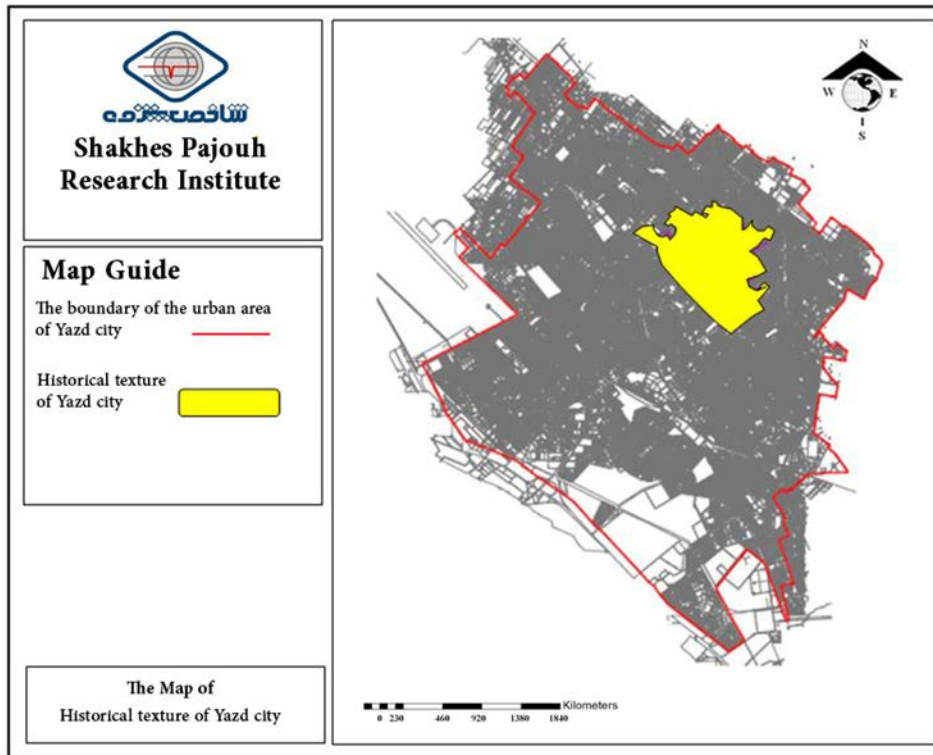 شاخص پژوه
Shakhes Pajouh
Research Institute
Map Guide
The boundary of the urban area
of Yazd city
Historical texture
of Yazd city
The Map of
Historical texture of Yazd city
N
W E
I
S
Kilometers
0 230 460 920 1380 1840